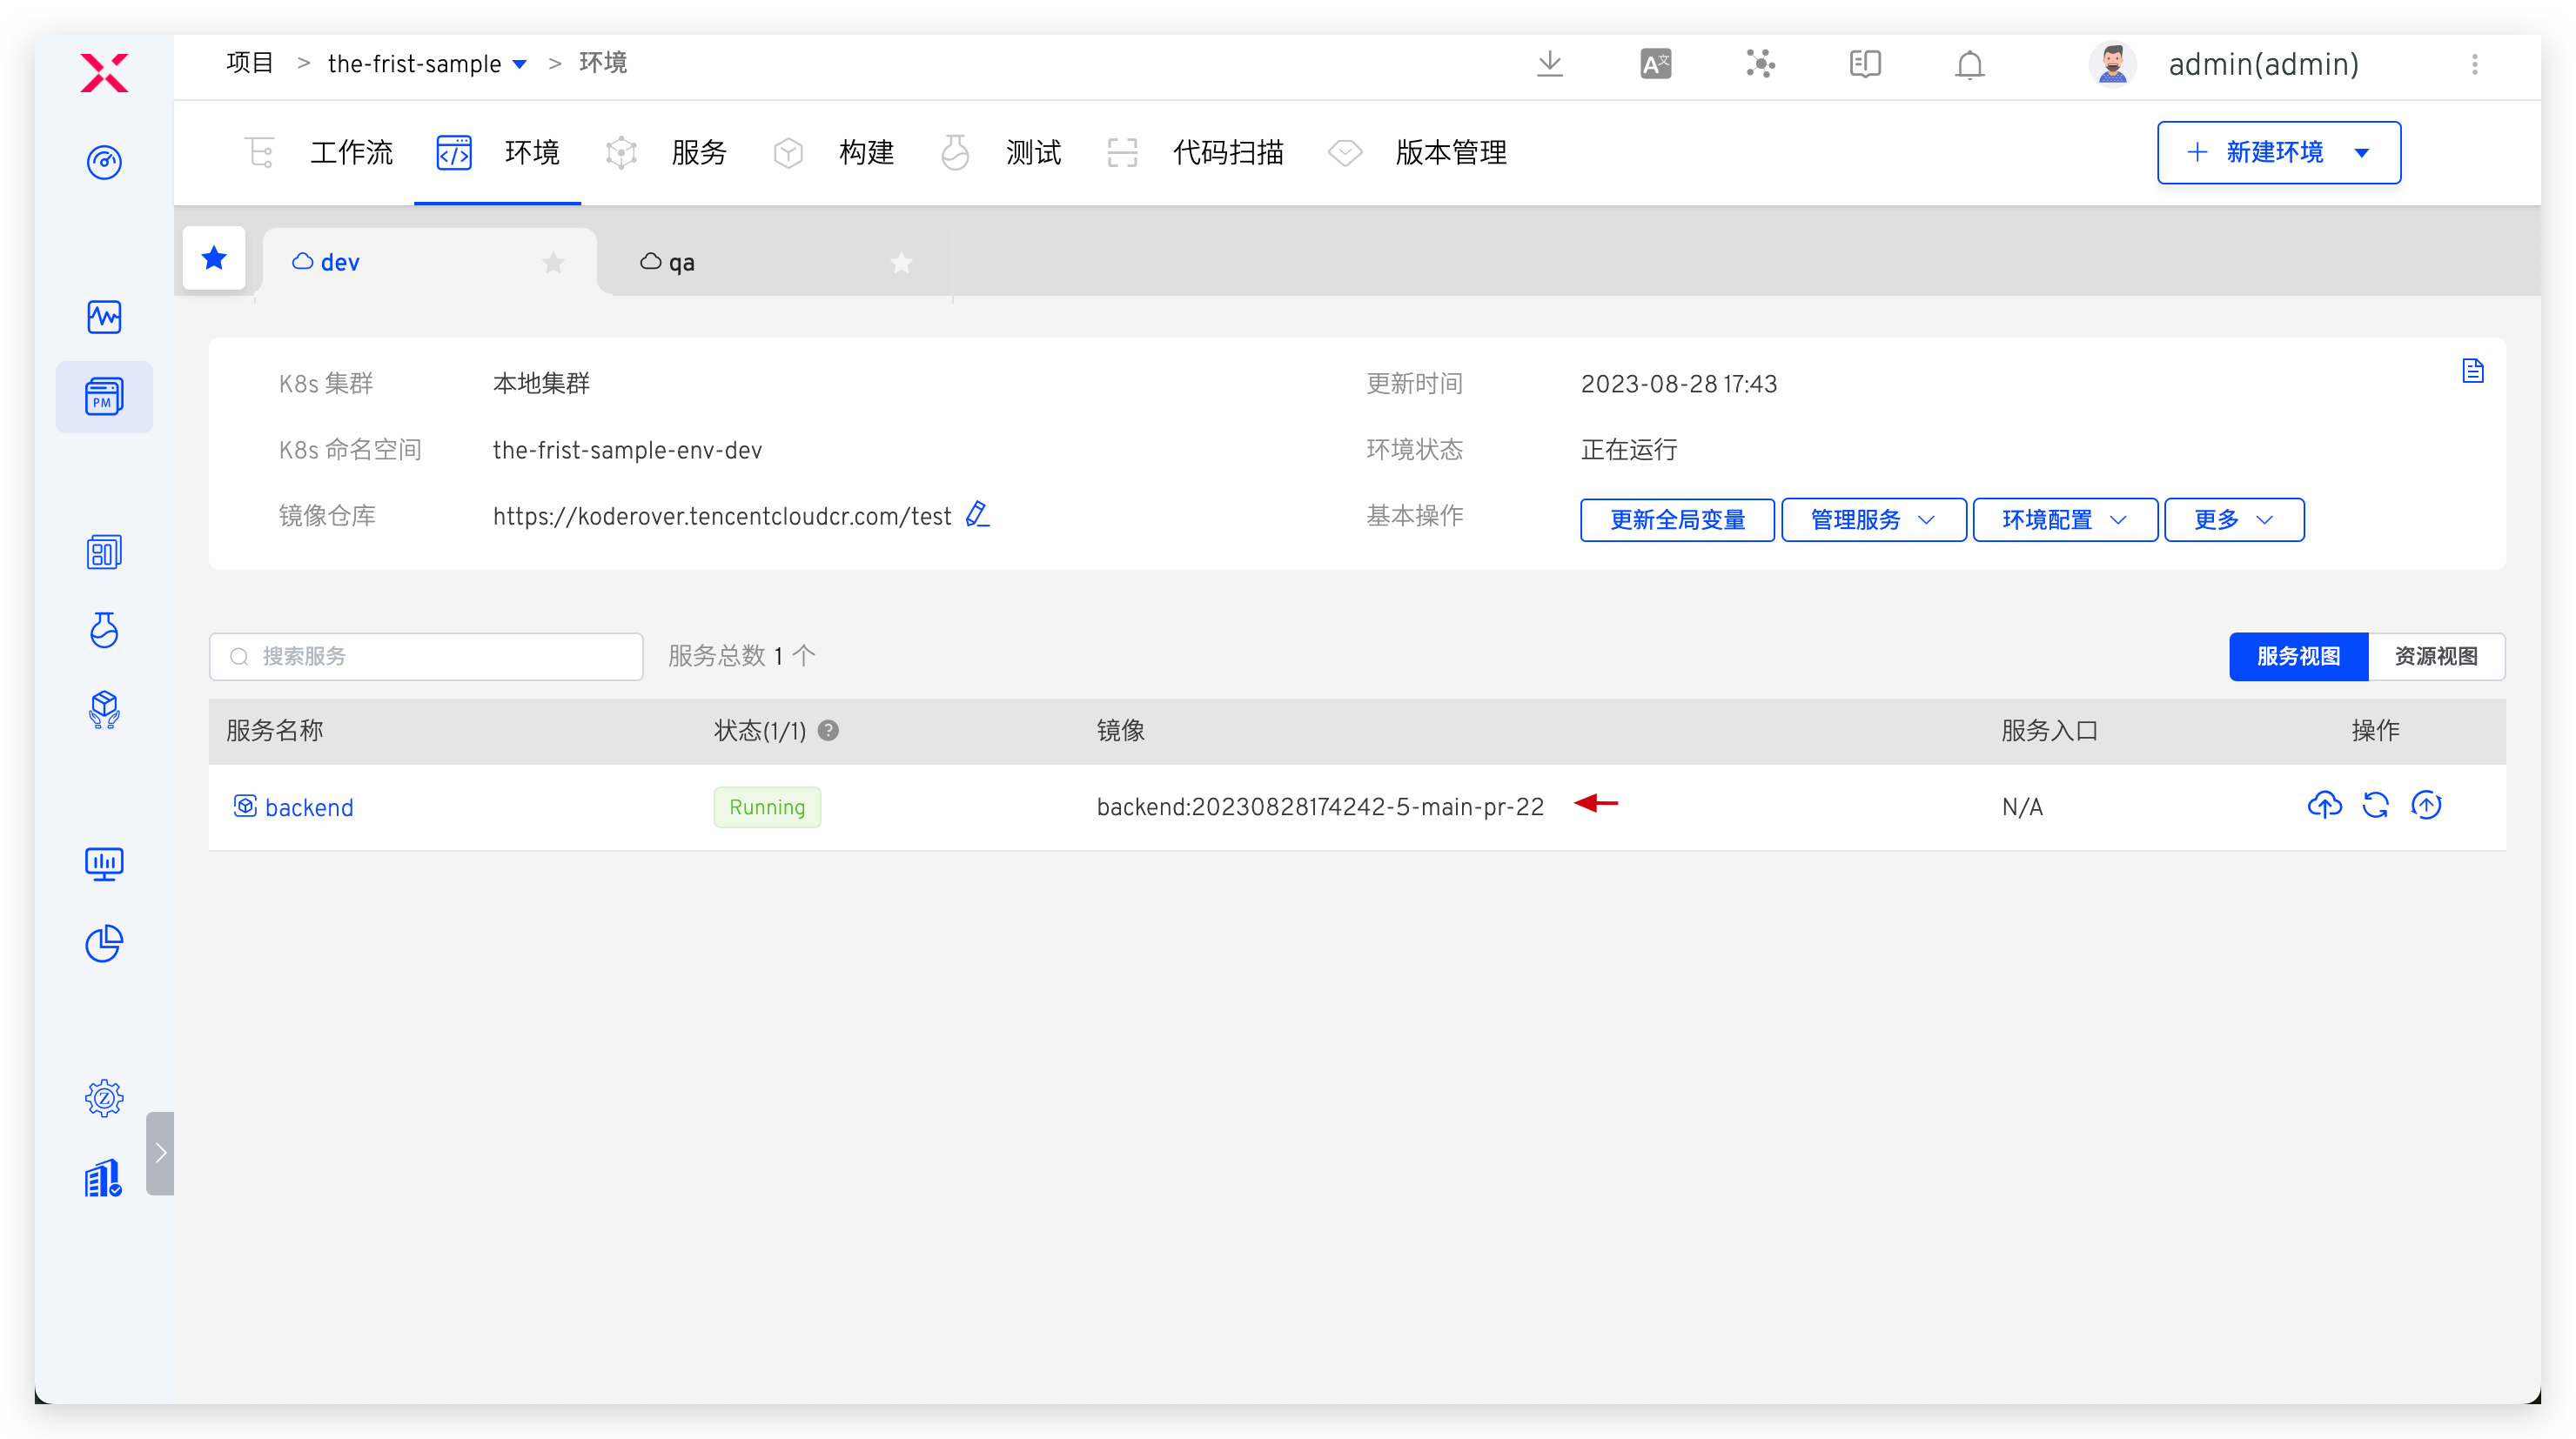 项目 > the-frist-sample > 环境
admin(admin)
工作流 环境 服务 构建 测试 代码扫描 版本管理
+ 新建环境
dev
qa
PM
K8s 集群 本地集群
更新时间 2023-08-28 17:43
K8s 命名空间 the-frist-sample-env-dev
环境状态 正在运行
镜像仓库 https://koderover.tencentcloudcr.com/test
基本操作 更新全局变量 管理服务 环境配置 更多
搜索服务
服务总数 1 个
服务视图 资源视图
服务名称 状态(1/1) ? 镜像 服务入口 操作
backend Running backend:20230828174242-5-main-pr-22 N/A